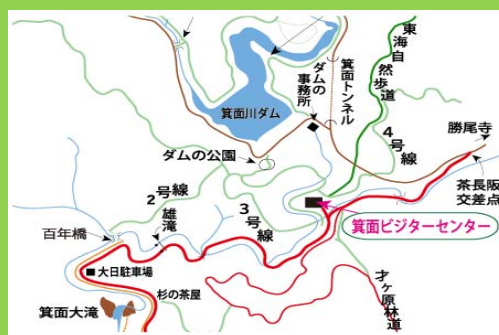 東海自然歩道
箕面トンネル
ダムの
事務所
箕面川ダム
4号線
勝尾寺
ダムの公園
茶長阪
交差点
2号線
雄滝
3号線
箕面ビジターセンター
百年橋
大日駐車場
杉の茶屋
才ヶ原林道
箕面大滝